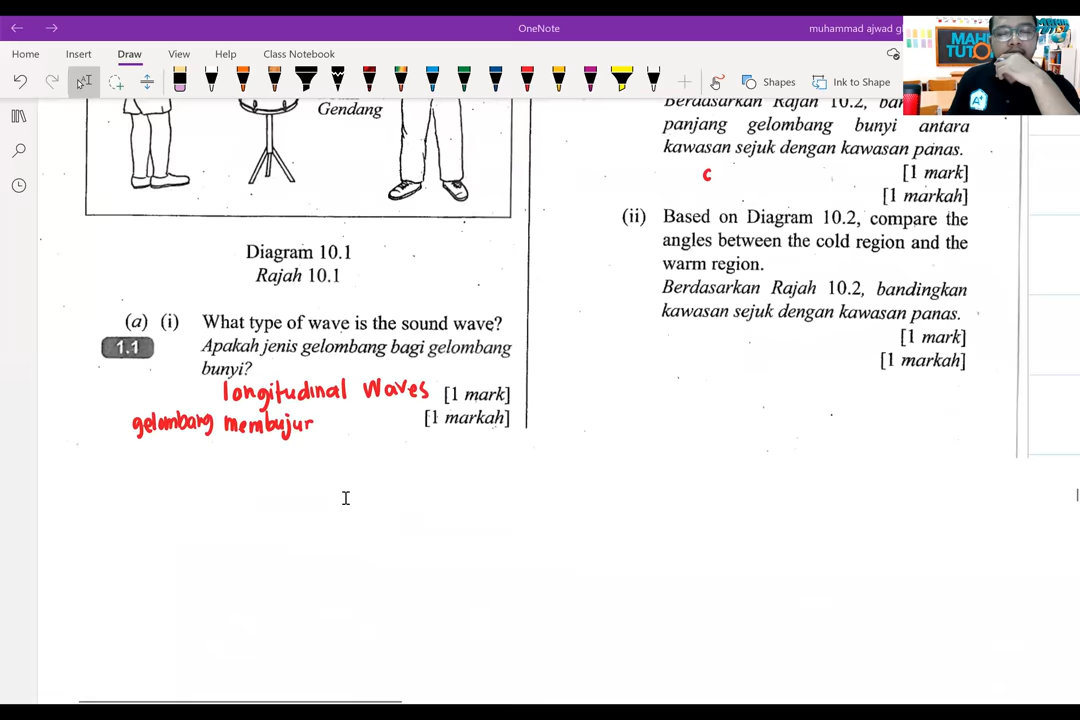 OneNote
muhammad ajwad
Home Insert Draw View Help Class Notebook
Shapes Ink to Shape
MAHI
TUTO
A+
Gendang
Diagram 10.1
Rajah 10.1
(a) (i) What type of wave is the sound wave?
1.1 Apakah jenis gelombang bagi gelombang
bunyi?
longitudinal waves [1 mark]
gelombang membujur [1 markah]
Berdasarkan Rajah 10.2,
panjang gelombang bunyi antara
kawasan sejuk dengan kawasan panas.
c [1 mark]
[1 markah]
(ii) Based on Diagram 10.2, compare the
angles between the cold region and the
warm region.
Berdasarkan Rajah 10.2, bandingkan
kawasan sejuk dengan kawasan panas.
[1 mark]
[1 markah]